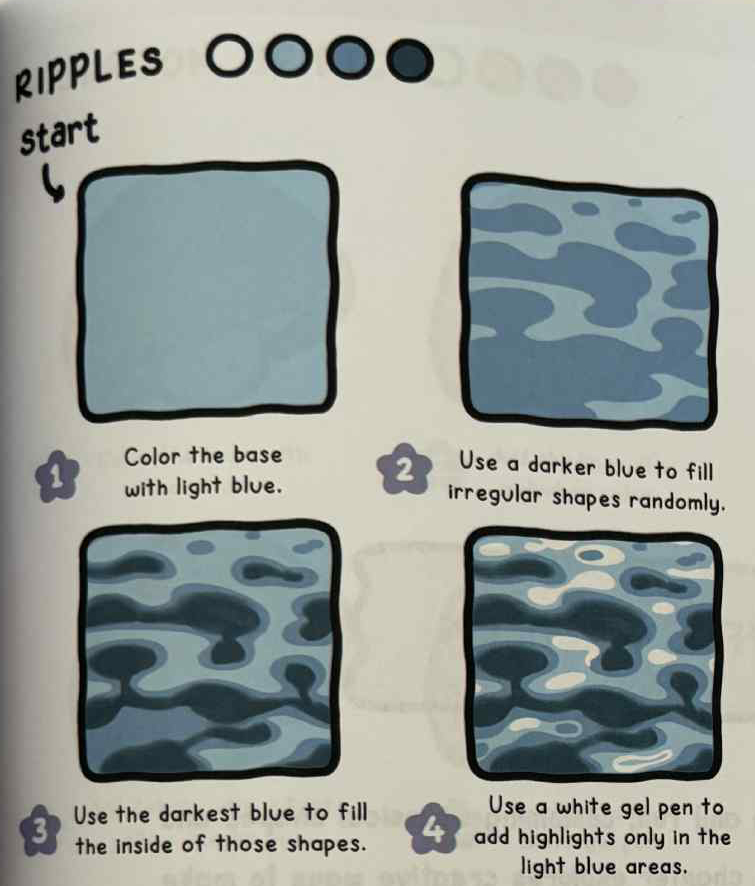 RIPPLES
start
1
Color the base
with light blue.
2
Use a darker blue to fill
irregular shapes randomly.
3
Use the darkest blue to fill
the inside of those shapes.
4
Use a white gel pen to
add highlights only in the
light blue areas.